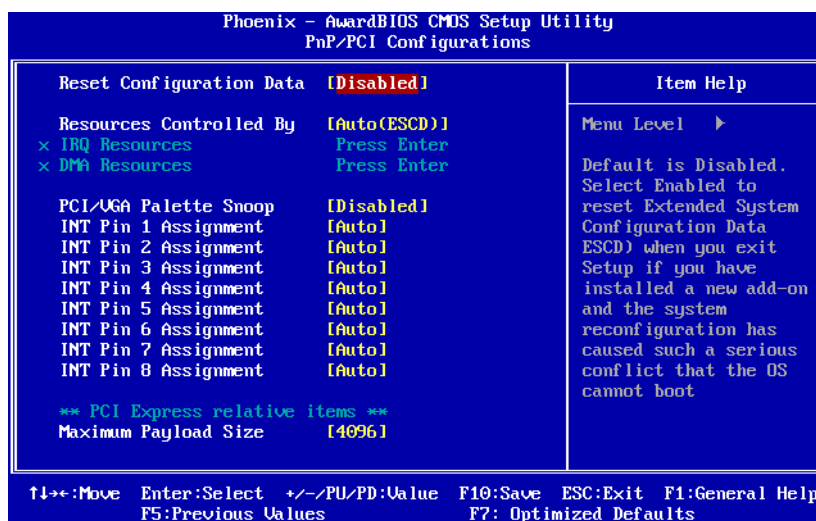 Phoenix - AwardBIOS CMOS Setup Utility
PnP/PCI Configurations
Reset Configuration Data [Disabled]
Resources Controlled By [Auto(ESCD)]
x IRQ Resources Press Enter
x DMA Resources Press Enter
PCI/VGA Palette Snoop [Disabled]
INT Pin 1 Assignment [Auto]
INT Pin 2 Assignment [Auto]
INT Pin 3 Assignment [Auto]
INT Pin 4 Assignment [Auto]
INT Pin 5 Assignment [Auto]
INT Pin 6 Assignment [Auto]
INT Pin 7 Assignment [Auto]
INT Pin 8 Assignment [Auto]
** PCI Express relative items **
Maximum Payload Size [4096]
Item Help
Menu Level ▸
Default is Disabled.
Select Enabled to
reset Extended System
Configuration Data
ESCD) when you exit
Setup if you have
installed a new add-on
and the system
reconfiguration has
caused such a serious
conflict that the OS
cannot boot
↑↓→←:Move Enter:Select +/-/PU/PD:Value F10:Save ESC:Exit F1:General Help
F5:Previous Values F7: Optimized Defaults